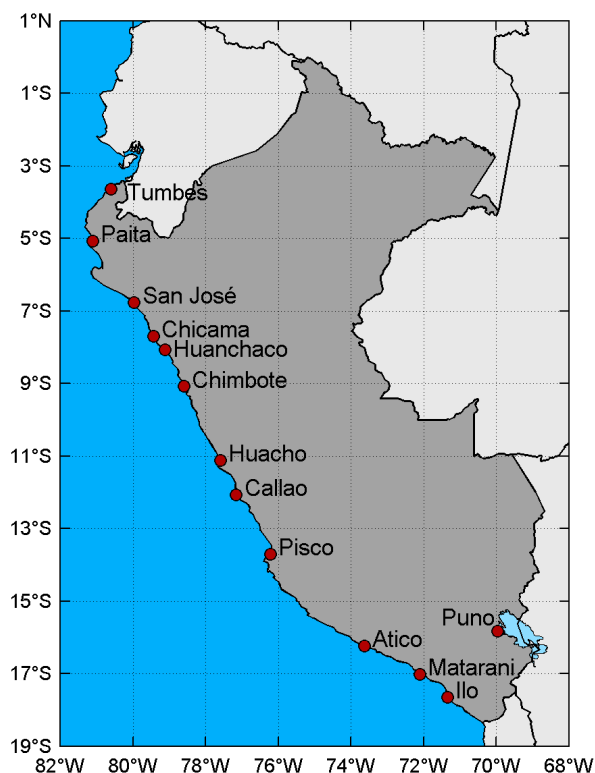 1°N
1°S
3°S
Tumbes
Paita
5°S
San José
7°S
Chicama
Huanchaco
Chimbote
9°S
Huacho
11°S
Callao
13°S
Pisco
15°S
Puno
Atico
Matarani
17°S
Ilo
19°S
82°W 80°W 78°W 76°W 74°W 72°W 70°W 68°W